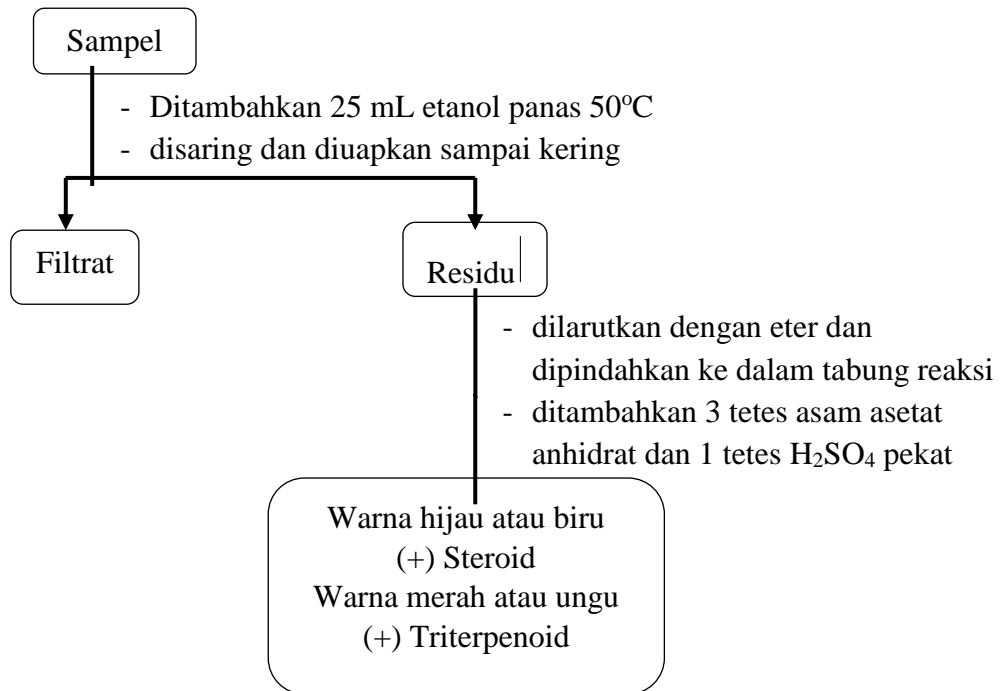 Sampel
- Ditambahkan 25 mL etanol panas 50°C
- disaring dan diuapkan sampai kering
Filtrat
Residu
- dilarutkan dengan eter dan
dipindahkan ke dalam tabung reaksi
- ditambahkan 3 tetes asam asetat
anhidrat dan 1 tetes H₂SO₄ pekat
Warna hijau atau biru
(+) Steroid
Warna merah atau ungu
(+) Triterpenoid